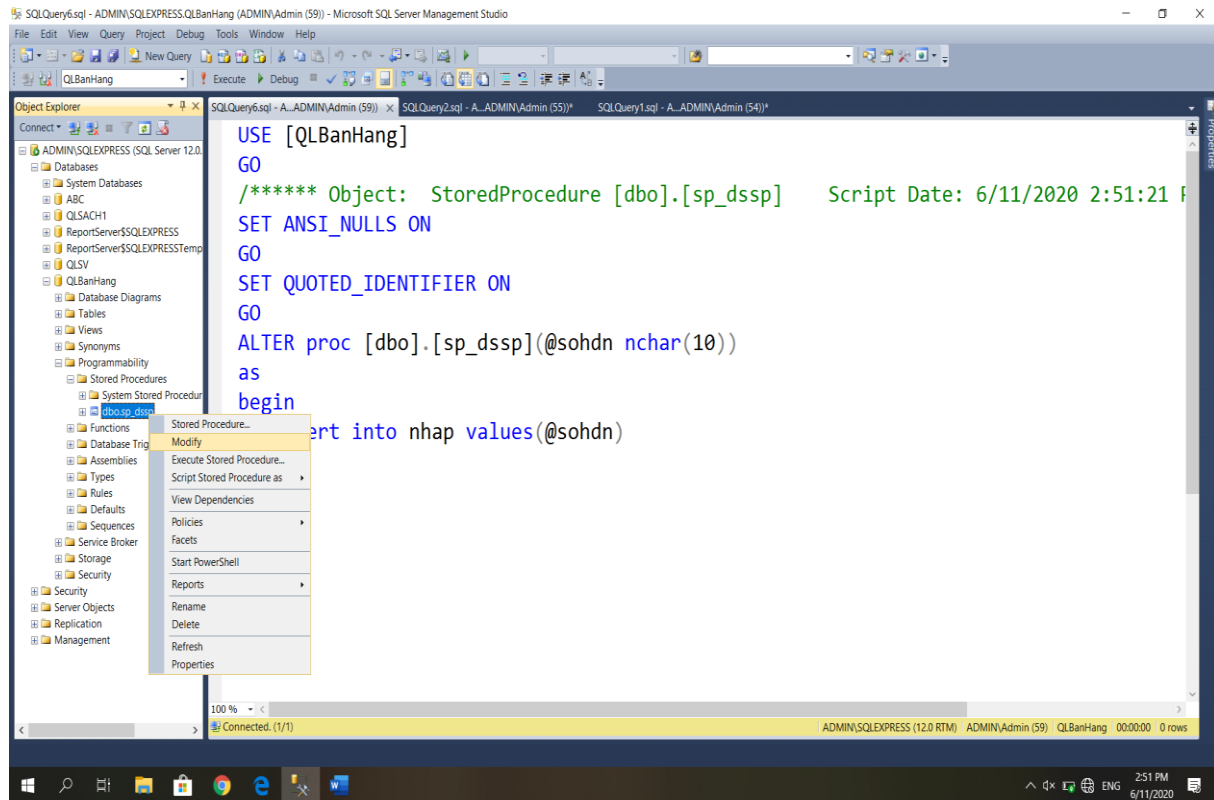 SQLQuery6.sql - ADMIN\SQLEXPRESS.QLBanHang (ADMIN\Admin (59)) - Microsoft SQL Server Management Studio
File Edit View Query Project Debug Tools Window Help
New Query
QLBanHang
Execute Debug
Object Explorer
Connect
ADMIN\SQLEXPRESS (SQL Server 12.0.
Databases
System Databases
ABC
QLSACH1
ReportServer$SQLEXPRESS
ReportServer$SQLEXPRESSTemp
QLSV
QLBanHang
Database Diagrams
Tables
Views
Synonyms
Programmability
Stored Procedures
System Stored Procedur
dbo.sp_dssp
Functions
Database Trig
Assemblies
Types
Rules
Defaults
Sequences
Service Broker
Storage
Security
Security
Server Objects
Replication
Management
Stored Procedure...
Modify
Execute Stored Procedure...
Script Stored Procedure as
View Dependencies
Policies
Facets
Start PowerShell
Reports
Rename
Delete
Refresh
Properties
SQLQuery6.sql - A...ADMIN\Admin (59)) SQLQuery2.sql - A...ADMIN\Admin (55))* SQLQuery1.sql - A...ADMIN\Admin (54))*
USE [QLBanHang]
GO
/****** Object: StoredProcedure [dbo].[sp_dssp] Script Date: 6/11/2020 2:51:21 P
SET ANSI_NULLS ON
GO
SET QUOTED_IDENTIFIER ON
GO
ALTER proc [dbo].[sp_dssp](@sohdn nchar(10))
as
begin
ert into nhap values(@sohdn)
100 %
Connected. (1/1)
ADMIN\SQLEXPRESS (12.0 RTM) ADMIN\Admin (59) QLBanHang 00:00:00 0 rows
Properties
ENG
2:51 PM
6/11/2020